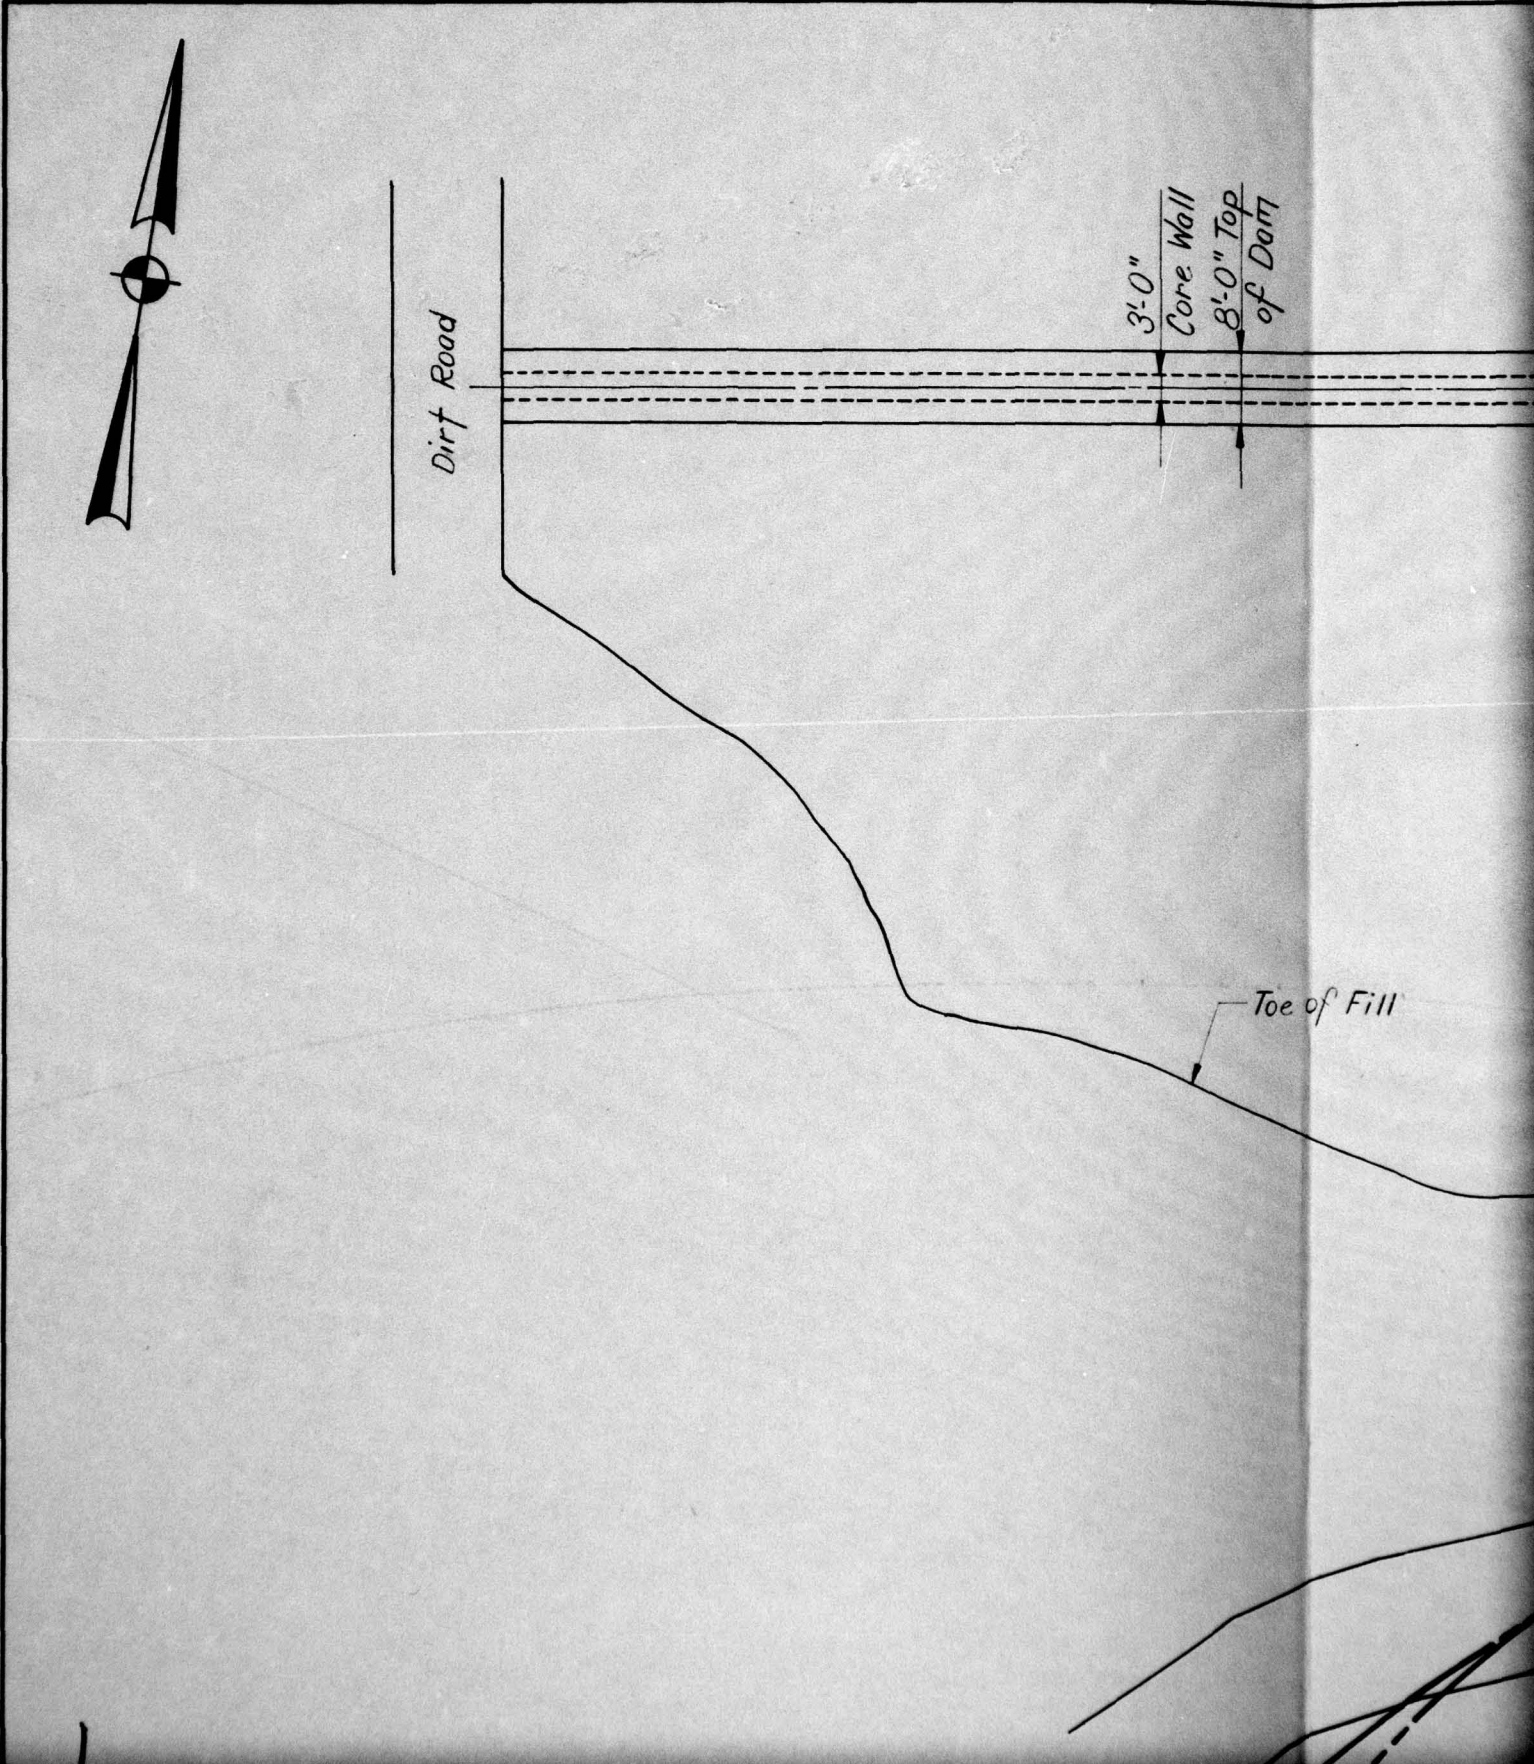 3'-0"
Core Wall
8'-0" Top
of Dam
Dirt Road
Toe of Fill